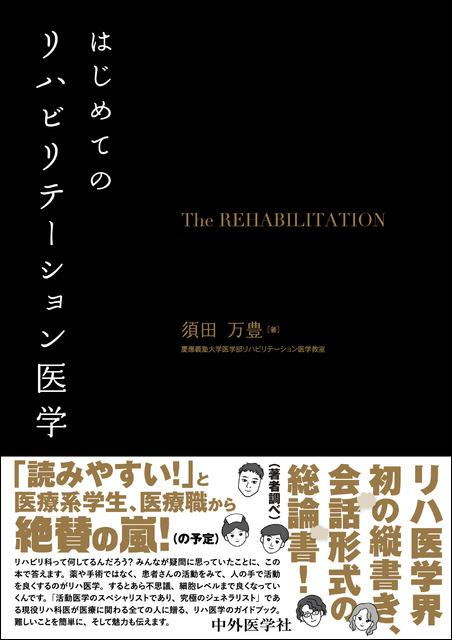 はじめての
リハビリテーション医学
The REHABILITATION
須田 万豊[著]
慶應義塾大学医学部リハビリテーション医学教室
リハ医学界
初の縦書き、
会話形式の
総論書!
(著者調べ)
「読みやすい!」と
医療系学生、医療職から
絶賛の嵐!(の予定)
リハビリ科って何してるんだろう? みんなが疑問に思っていたことに、この
本で答えます。薬や手術ではなく、患者さんの活動をみて、人の手で活動
を良くするのがリハ医学。するとあら不思議、細胞レベルまで良くなってい
くんです。「活動医学のスペシャリストであり、究極のジェネラリスト」であ
る現役リハ科医が医療に関わる全ての人に贈る、リハ医学のガイドブック。
難しいことを簡単に、そして魅力も伝えます。
中外医学社